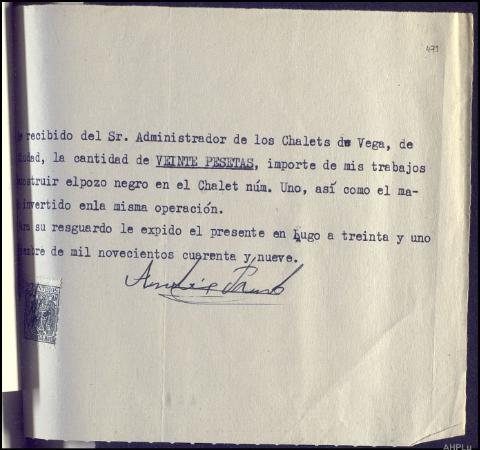 471
recibido del Sr. Administrador de los Chalets de Vega, de
dad, la cantidad de VEINTE PESETAS, importe de mis trabajos
nstruir elpozo negro en el Chalet núm. Uno, así como el ma-
invertido enla misma operación.
ra su resguardo le expido el presente en Lugo a treinta y uno
embre de mil novecientos cuarenta y nueve.
AHPLu